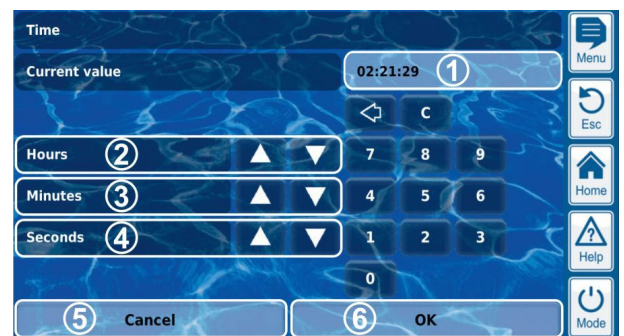 Time
Menu
Current value 02:21:29 1
C
Esc
Hours 2 7 8 9
Home
Minutes 3 4 5 6
Seconds 4 1 2 3
Help
0
5 Cancel 6 OK
Mode